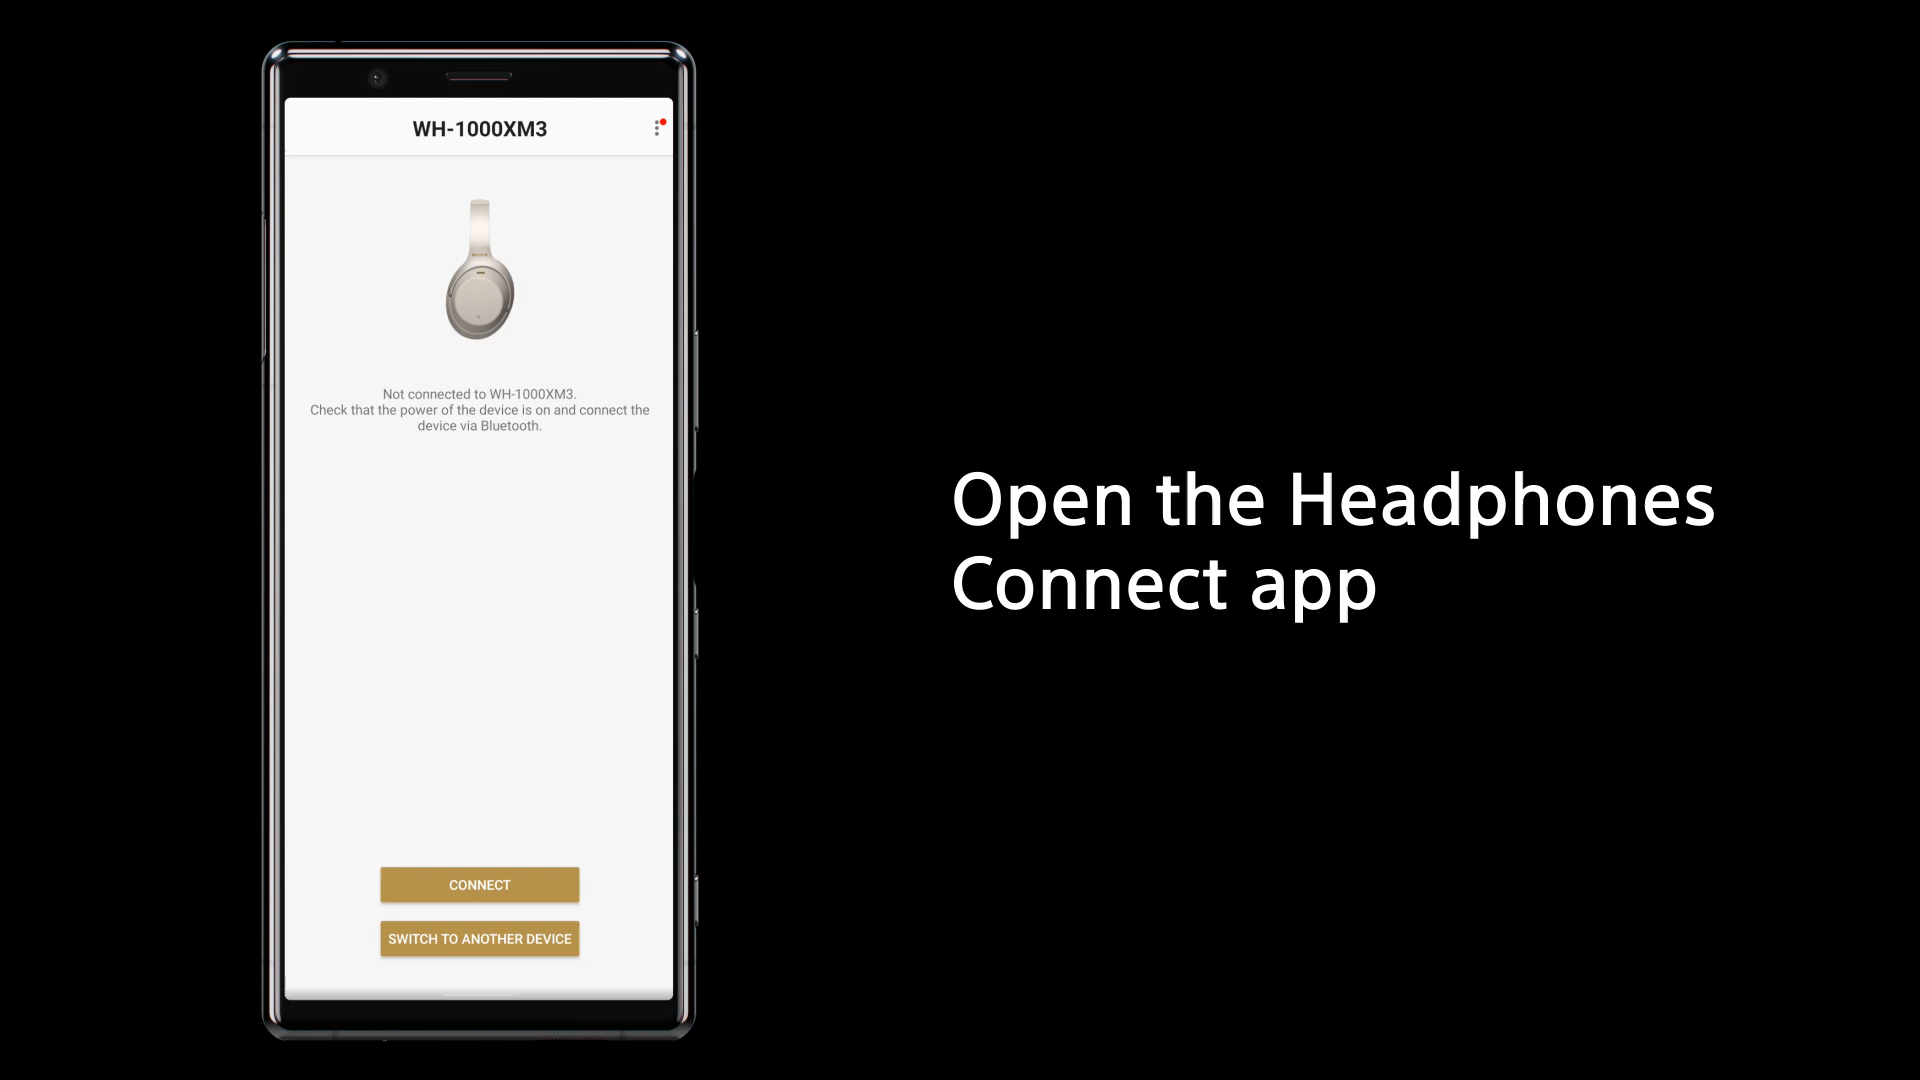 WH-1000XM3
Not connected to WH-1000XM3.
Check that the power of the device is on and connect the
device via Bluetooth.
CONNECT
SWITCH TO ANOTHER DEVICE
Open the Headphones
Connect app